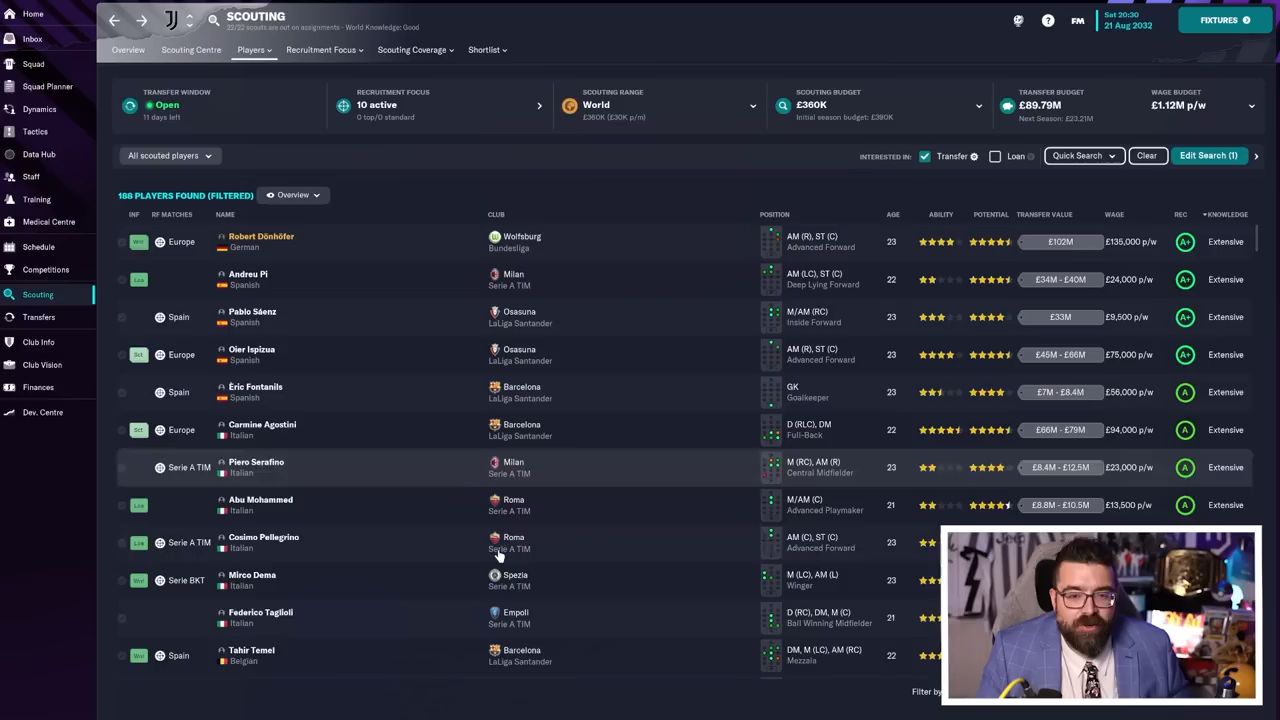 Home
SCOUTING
22/22 scouts are out on assignments - World Knowledge: Good
FM
Sat 20:30
21 Aug 2032
FIXTURES
Inbox
Squad
Squad Planner
Dynamics
Tactics
Data Hub
Staff
Training
Medical Centre
Schedule
Competitions
Scouting
Transfers
Club Info
Club Vision
Finances
Dev. Centre
Overview
Scouting Centre
Players
Recruitment Focus
Scouting Coverage
Shortlist
TRANSFER WINDOW
Open
11 days left
RECRUITMENT FOCUS
10 active
0 top/0 standard
SCOUTING RANGE
World
£360K (£30K p/m)
SCOUTING BUDGET
£360K
Initial season budget: £390K
TRANSFER BUDGET
£89.79M
Next Season: £23.21M
WAGE BUDGET
£1.12M p/w
All scouted players
INTERESTED IN:
Transfer
Loan
Quick Search
Clear
Edit Search (1)
188 PLAYERS FOUND (FILTERED)
Overview
INF RF MATCHES NAME CLUB POSITION AGE ABILITY POTENTIAL TRANSFER VALUE WAGE REC KNOWLEDGE
Wnt Europe Robert Dönhöfer Wolfsburg AM (R), ST (C) 23 £102M £135,000 p/w A+ Extensive
German Bundesliga Advanced Forward
Loa Andreu Pi Milan AM (LC), ST (C) 22 £34M - £40M £24,000 p/w A+ Extensive
Spanish Serie A TIM Deep Lying Forward
Spain Pablo Sáenz Osasuna M/AM (RC) 23 £33M £9,500 p/w A+ Extensive
Spanish LaLiga Santander Inside Forward
Sct Europe Oier Ispizua Osasuna AM (R), ST (C) 23 £45M - £66M £75,000 p/w A+ Extensive
Spanish LaLiga Santander Advanced Forward
Spain Èric Fontanils Barcelona GK 23 £7M - £8.4M £56,000 p/w A Extensive
Spanish LaLiga Santander Goalkeeper
Sct Europe Carmine Agostini Barcelona D (RLC), DM 22 £66M - £79M £94,000 p/w A Extensive
Italian LaLiga Santander Full-Back
Serie A TIM Piero Serafino Milan M (RC), AM (R) 23 £8.4M - £12.5M £23,000 p/w A Extensive
Italian Serie A TIM Central Midfielder
Loa Abu Mohammed Roma M/AM (C) 21 £8.8M - £10.5M £13,500 p/w A Extensive
Italian Serie A TIM Advanced Playmaker
Loa Serie A TIM Cosimo Pellegrino Roma AM (C), ST (C) 23
Italian Serie A TIM Advanced Forward
Wnt Serie BKT Mirco Dema Spezia M (LC), AM (L) 23
Italian Serie A TIM Winger
Federico Taglioli Empoli D (RC), DM, M (C) 21
Italian Serie A TIM Ball Winning Midfielder
Wnt Spain Tahir Temel Barcelona DM, M (LC), AM (RC) 22
Belgian LaLiga Santander Mezzala
Filter by